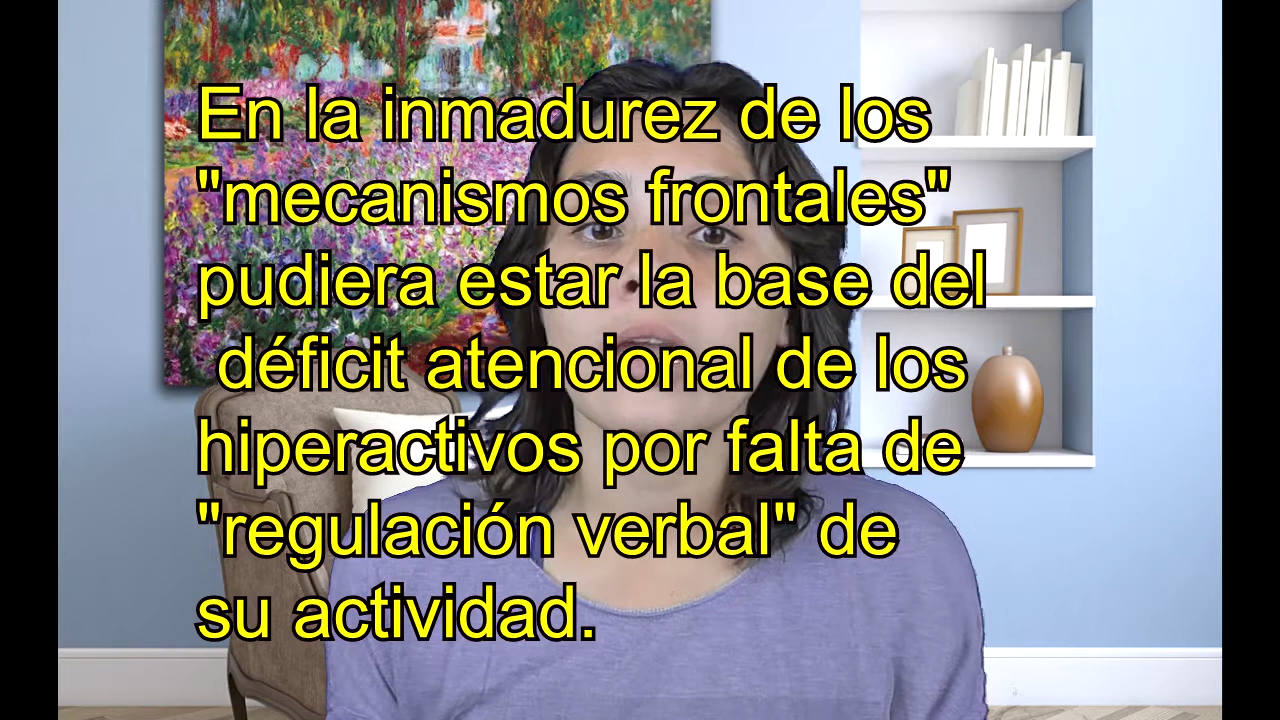 En la inmadurez de los
"mecanismos frontales"
pudiera estar la base del
déficit atencional de los
hiperactivos por falta de
"regulación verbal" de
su actividad.